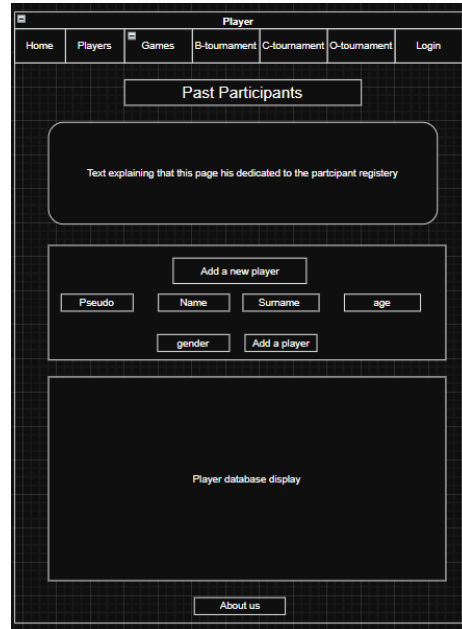 Player
Home Players Games B-tournament C-tournament O-tournament Login
Past Participants
Text explaining that this page his dedicated to the partcipant registery
Add a new player
Pseudo Name Surname age
gender Add a player
Player database display
About us